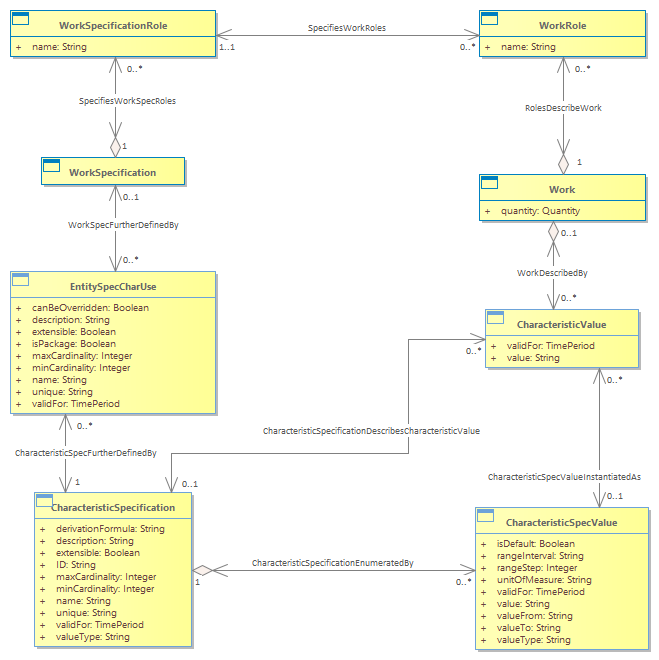 WorkSpecificationRole
+ name: String
1..1
SpecifiesWorkRoles
0..*
WorkRole
+ name: String
0..*
SpecifiesWorkSpecRoles
1
0..*
RolesDescribeWork
1
WorkSpecification
0..1
WorkSpecFurtherDefinedBy
0..*
Work
+ quantity: Quantity
0..1
WorkDescribedBy
0..*
EntitySpecCharUse
+ canBeOverridden: Boolean
+ description: String
+ extensible: Boolean
+ isPackage: Boolean
+ maxCardinality: Integer
+ minCardinality: Integer
+ name: String
+ unique: String
+ validFor: TimePeriod
CharacteristicValue
+ validFor: TimePeriod
+ value: String
0..*
0..*
0..*
CharacteristicSpecFurtherDefinedBy
1
CharacteristicSpecificationDescribesCharacteristicValue
0..1
CharacteristicSpecValueInstantiatedAs
0..1
CharacteristicSpecification
+ derivationFormula: String
+ description: String
+ extensible: Boolean
+ ID: String
+ maxCardinality: Integer
+ minCardinality: Integer
+ name: String
+ unique: String
+ validFor: TimePeriod
+ valueType: String
1
CharacteristicSpecificationEnumeratedBy
0..*
CharacteristicSpecValue
+ isDefault: Boolean
+ rangeInterval: String
+ rangeStep: Integer
+ unitOfMeasure: String
+ validFor: TimePeriod
+ value: String
+ valueFrom: String
+ valueTo: String
+ valueType: String